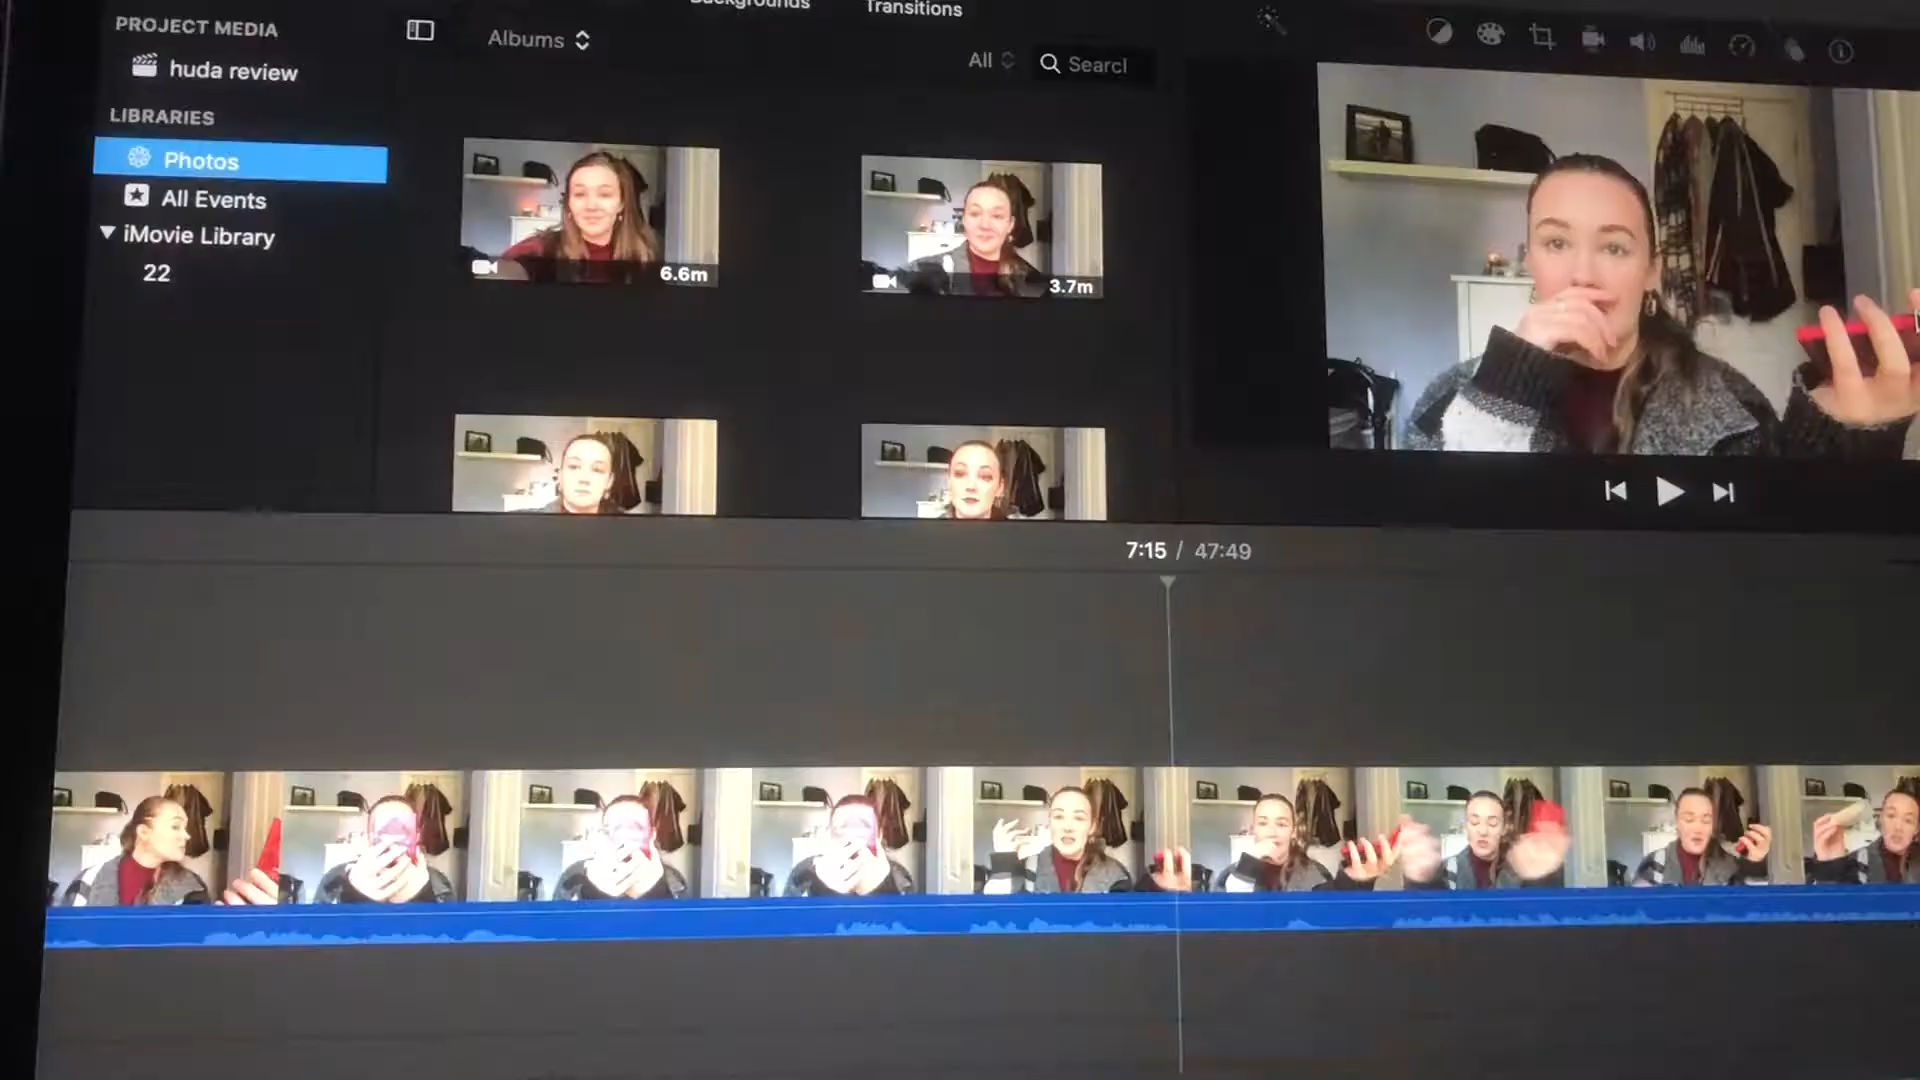 Backgrounds
Transitions
PROJECT MEDIA
huda review
LIBRARIES
Photos
All Events
iMovie Library
22
Albums
All
Searcl
6.6m
3.7m
7:15 / 47:49